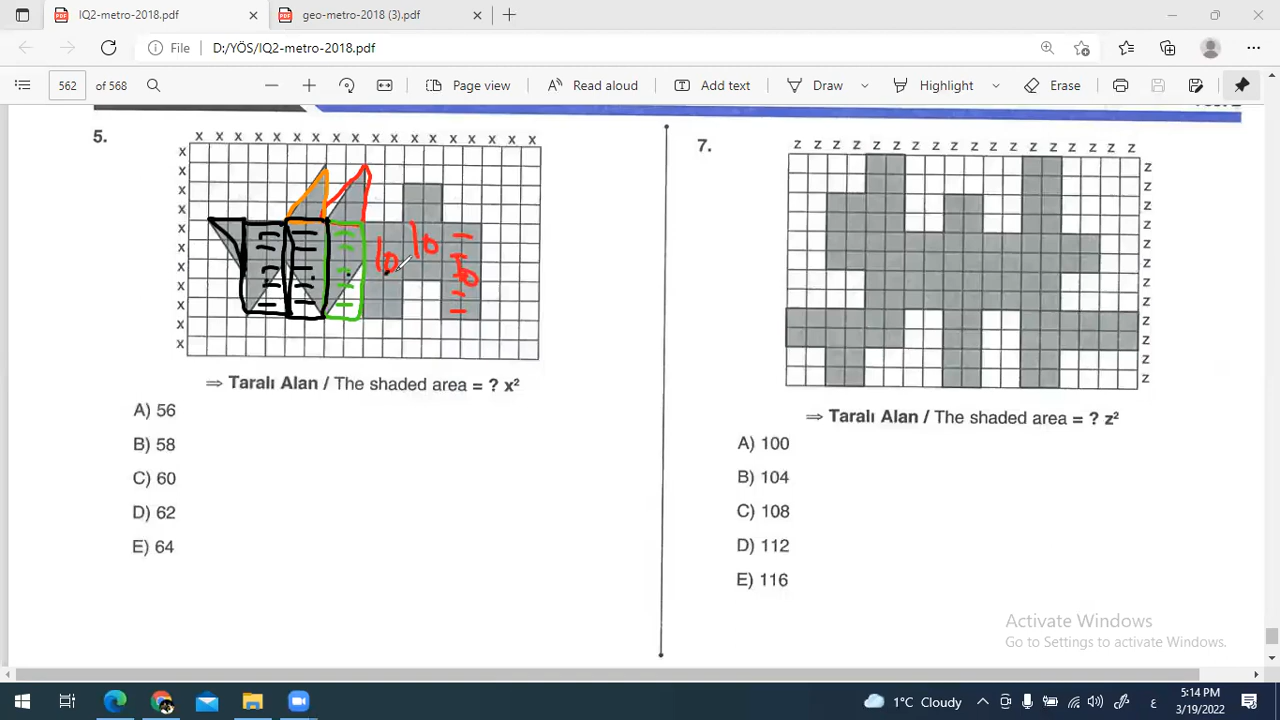 IQ2-metro-2018.pdf
geo-metro-2018 (3).pdf
File
D:/YÖS/IQ2-metro-2018.pdf
562
of 568
Page view
Read aloud
Add text
Draw
Highlight
Erase
5.
x x x x x x x x x x x x x x x x x x
x
x
x
x
x
x
x
x
x
x
x
10
10
10
⇒ Taralı Alan / The shaded area = ? x²
A) 56
B) 58
C) 60
D) 62
E) 64
7.
z z z z z z z z z z z z z z z z z z
z
z
z
z
z
z
z
z
z
z
z
z
⇒ Taralı Alan / The shaded area = ? z²
A) 100
B) 104
C) 108
D) 112
E) 116
Activate Windows
Go to Settings to activate Windows.
1°C Cloudy
ع
5:14 PM
3/19/2022